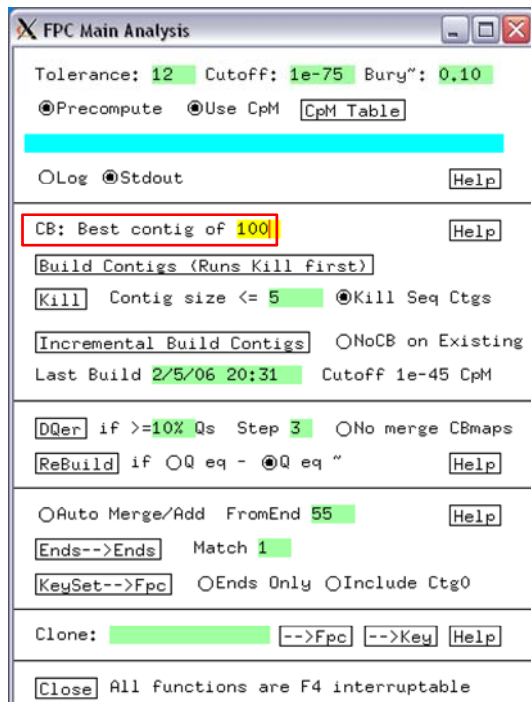 FPC Main Analysis
Tolerance: 12 Cutoff: 1e-75 Bury~: 0.10
Precompute Use CpM CpM Table
Log Stdout Help
CB: Best contig of 100 Help
Build Contigs (Runs Kill first)
Kill Contig size <= 5 Kill Seq Ctgs
Incremental Build Contigs NoCB on Existing
Last Build 2/5/06 20:31 Cutoff 1e-45 CpM
DQer if >=10% Qs Step 3 No merge CBmaps
ReBuild if Q eq - Q eq ~ Help
Auto Merge/Add FromEnd 55 Help
Ends-->Ends Match 1
KeySet-->Fpc Ends Only Include Ctg0
Clone: -->Fpc -->Key Help
Close All functions are F4 interruptable